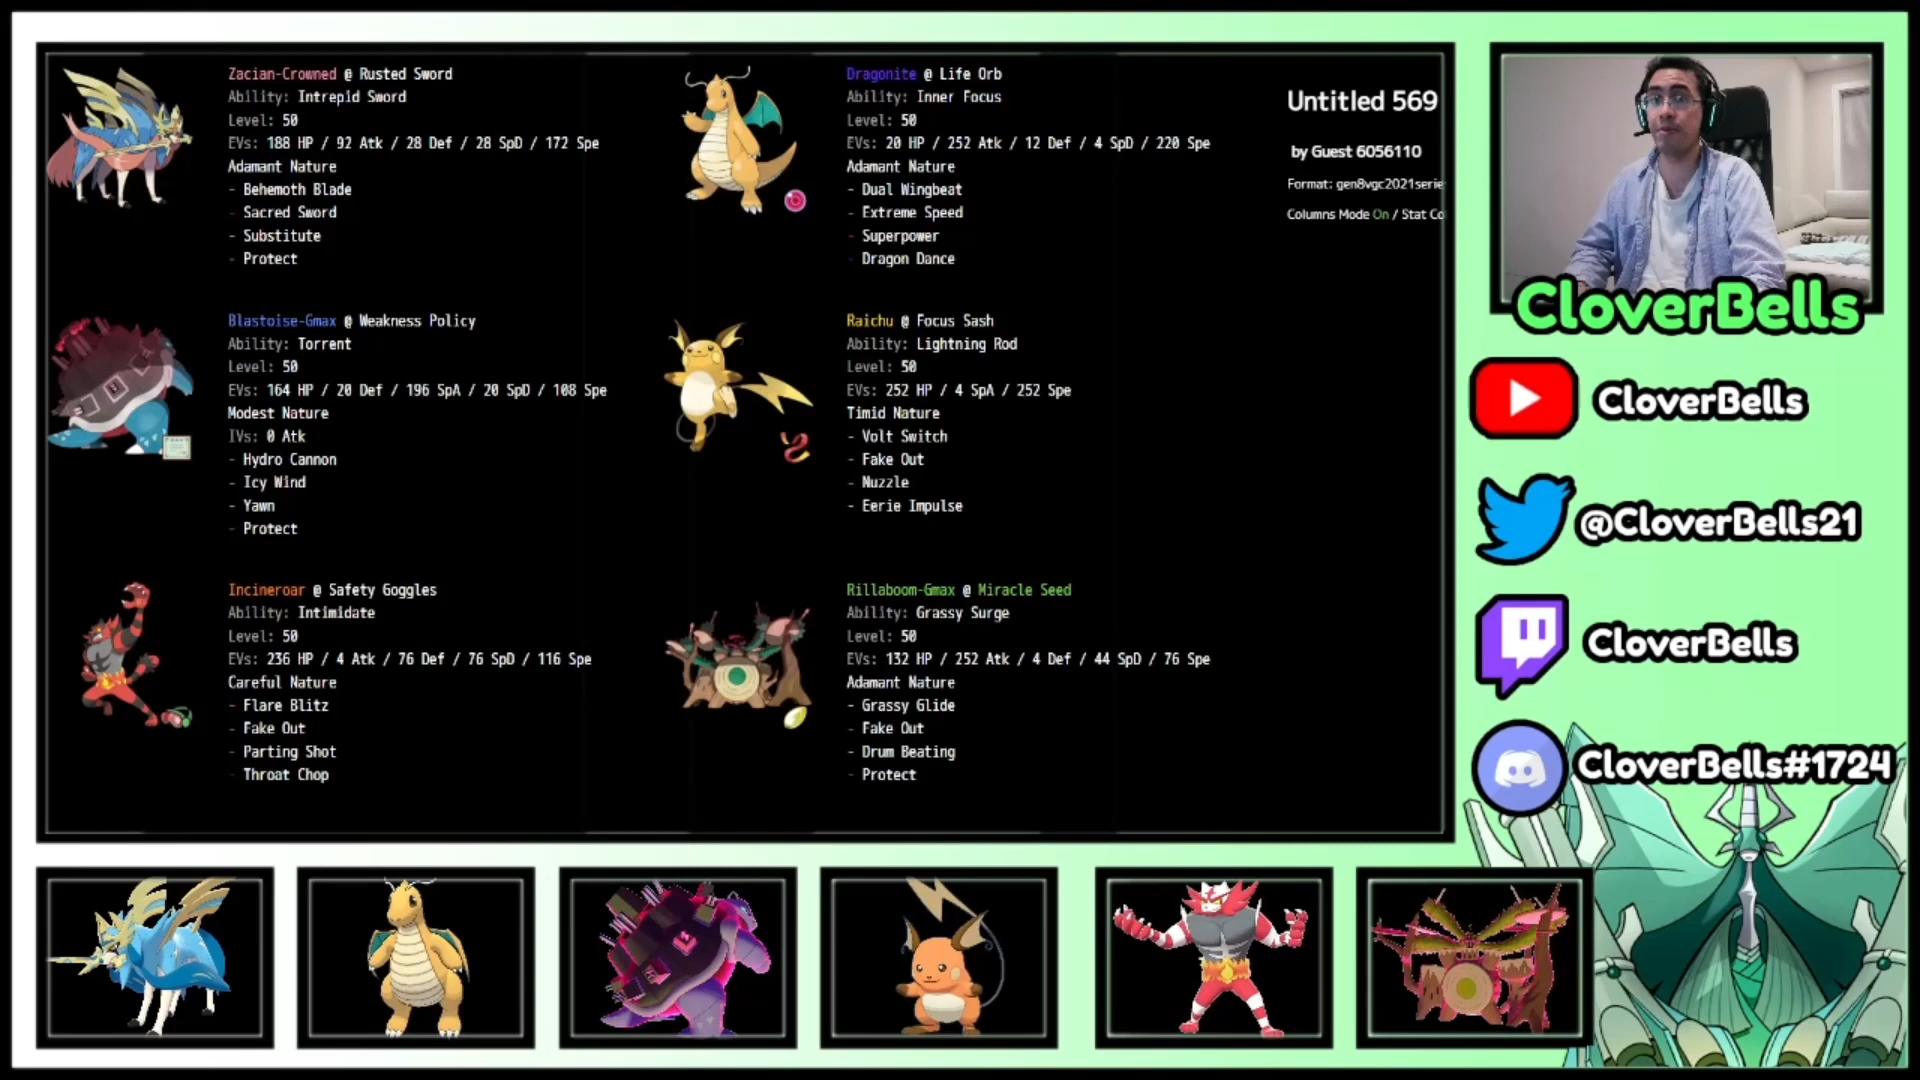 Zacian-Crowned @ Rusted Sword
Ability: Intrepid Sword
Level: 50
EVs: 188 HP / 92 Atk / 28 Def / 28 SpD / 172 Spe
Adamant Nature
- Behemoth Blade
- Sacred Sword
- Substitute
- Protect
Dragonite @ Life Orb
Ability: Inner Focus
Level: 50
EVs: 20 HP / 252 Atk / 12 Def / 4 SpD / 220 Spe
Adamant Nature
- Dual Wingbeat
- Extreme Speed
- Superpower
- Dragon Dance
Blastoise-Gmax @ Weakness Policy
Ability: Torrent
Level: 50
EVs: 164 HP / 20 Def / 196 SpA / 20 SpD / 108 Spe
Modest Nature
IVs: 0 Atk
- Hydro Cannon
- Icy Wind
- Yawn
- Protect
Raichu @ Focus Sash
Ability: Lightning Rod
Level: 50
EVs: 252 HP / 4 SpA / 252 Spe
Timid Nature
- Volt Switch
- Fake Out
- Nuzzle
- Eerie Impulse
Incineroar @ Safety Goggles
Ability: Intimidate
Level: 50
EVs: 236 HP / 4 Atk / 76 Def / 76 SpD / 116 Spe
Careful Nature
- Flare Blitz
- Fake Out
- Parting Shot
- Throat Chop
Rillaboom-Gmax @ Miracle Seed
Ability: Grassy Surge
Level: 50
EVs: 132 HP / 252 Atk / 4 Def / 44 SpD / 76 Spe
Adamant Nature
- Grassy Glide
- Fake Out
- Drum Beating
- Protect
Untitled 569
by Guest 6056110
Format: gen8vgc2021serie
Columns Mode On / Stat Co
CloverBells
CloverBells
@CloverBells21
CloverBells
CloverBells#1724